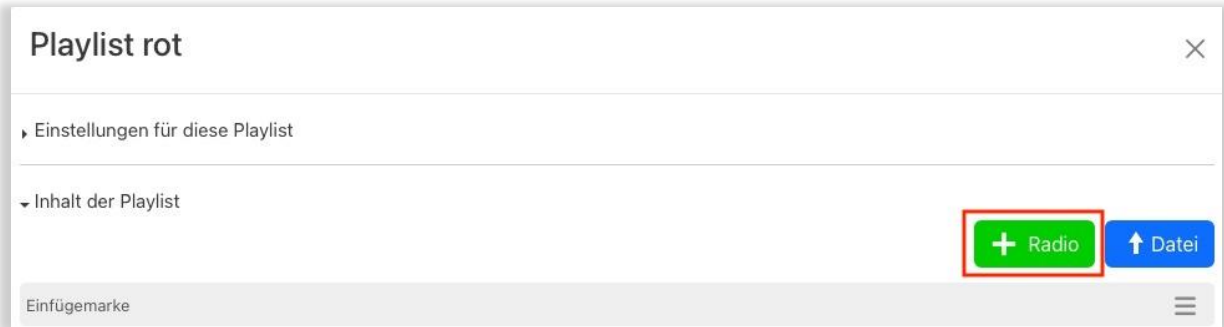 Playlist rot
Einstellungen für diese Playlist
Inhalt der Playlist
Radio
Datei
Einfügemarke